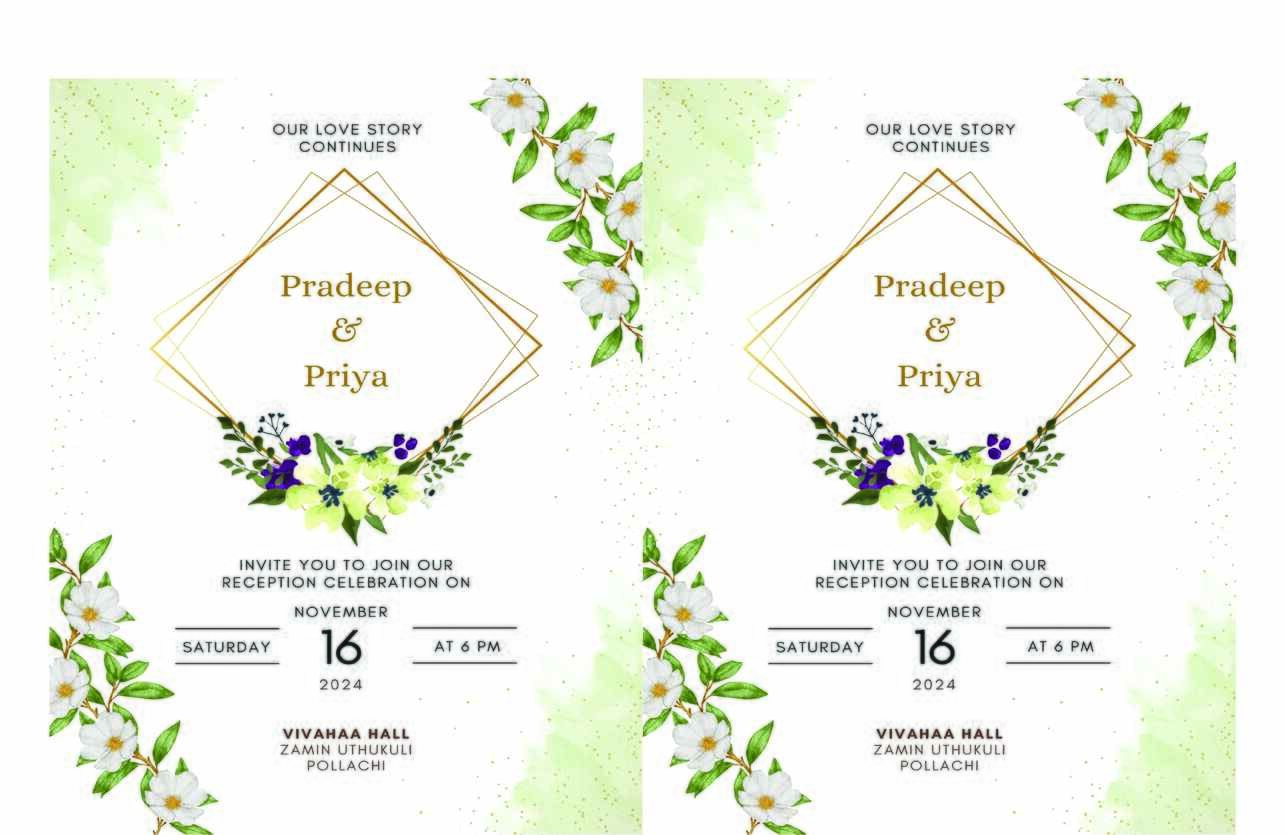 OUR LOVE STORY
CONTINUES
Pradeep
&
Priya
INVITE YOU TO JOIN OUR
RECEPTION CELEBRATION ON
NOVEMBER
SATURDAY 16 AT 6 PM
2024
VIVAHAA HALL
ZAMIN UTHUKULI
POLLACHI
OUR LOVE STORY
CONTINUES
Pradeep
&
Priya
INVITE YOU TO JOIN OUR
RECEPTION CELEBRATION ON
NOVEMBER
SATURDAY 16 AT 6 PM
2024
VIVAHAA HALL
ZAMIN UTHUKULI
POLLACHI